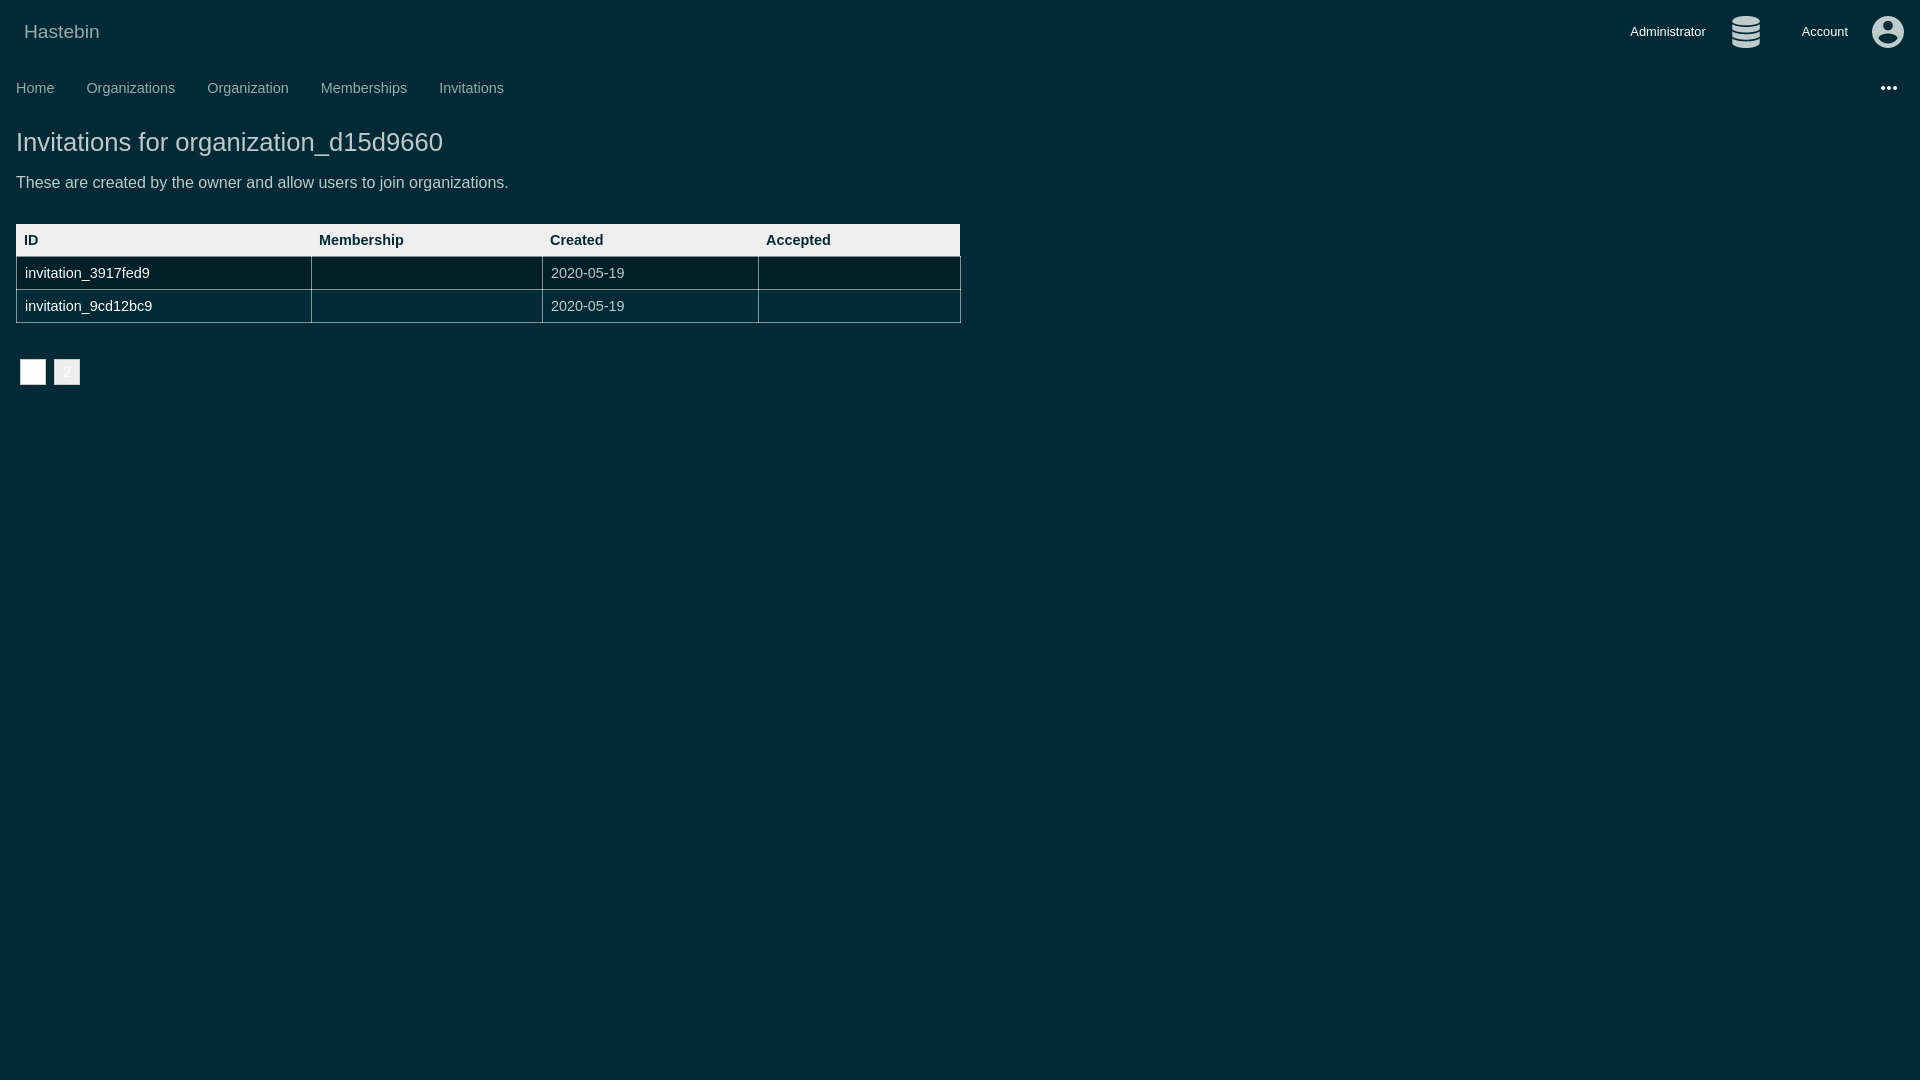 Hastebin
Administrator
Account
Home
Organizations
Organization
Memberships
Invitations
Invitations for organization_d15d9660
These are created by the owner and allow users to join organizations.
ID Membership Created Accepted
invitation_3917fed9 2020-05-19
invitation_9cd12bc9 2020-05-19
2